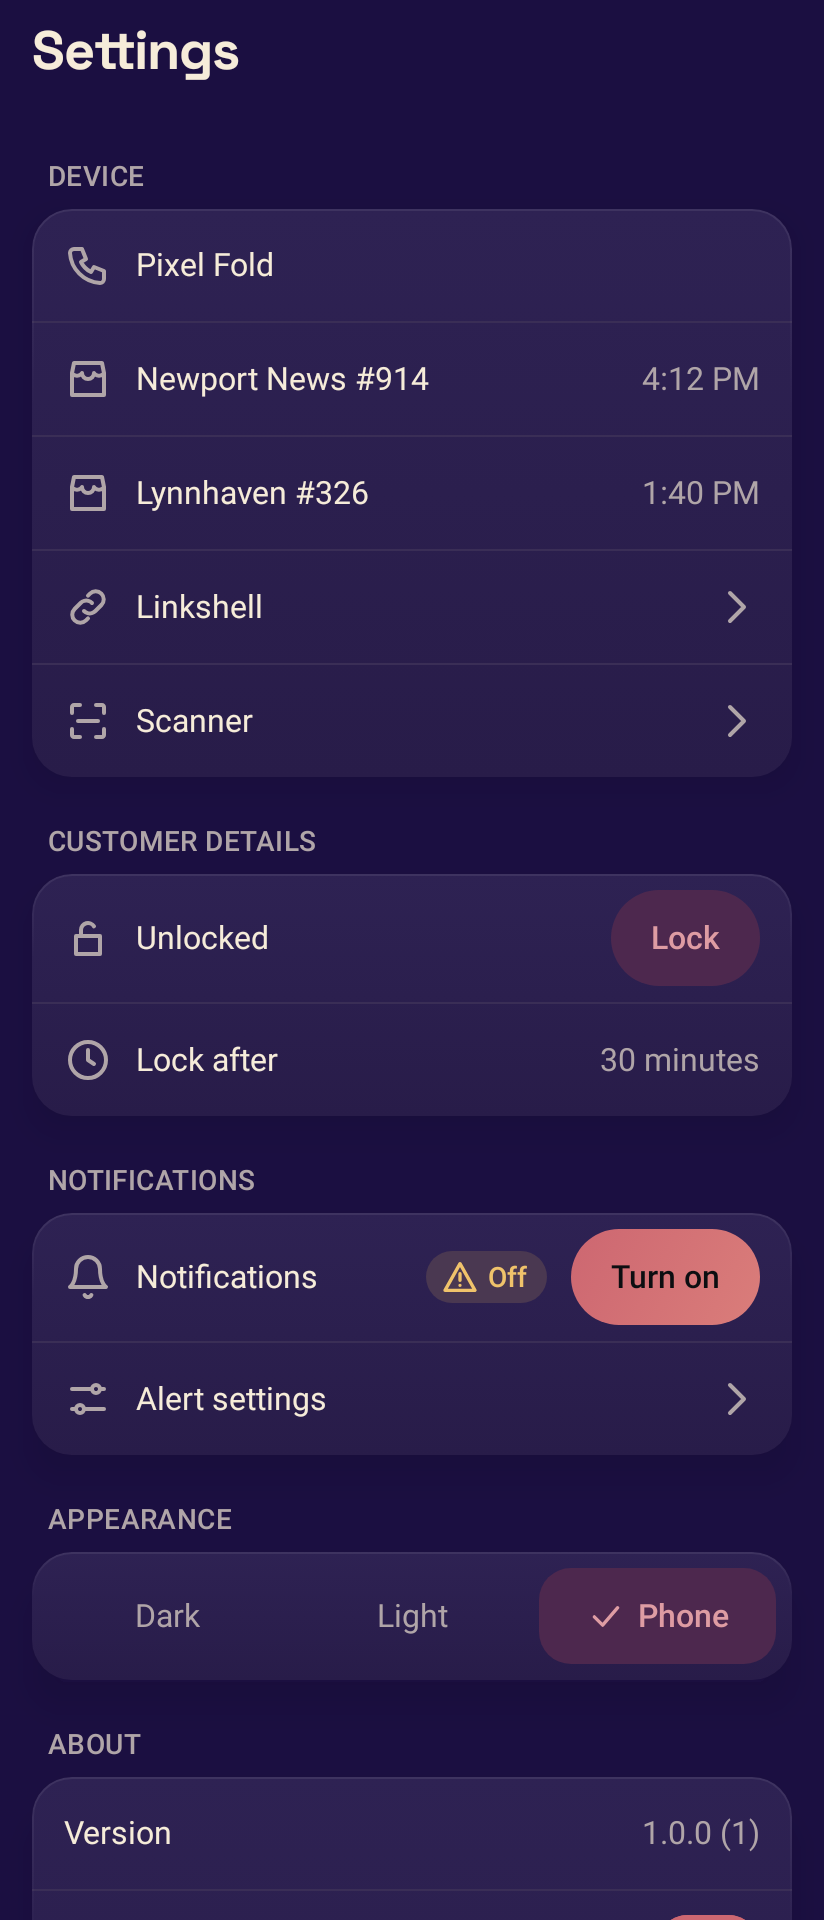 Settings
DEVICE
Pixel Fold
Newport News #914 4:12 PM
Lynnhaven #326 1:40 PM
Linkshell
Scanner
CUSTOMER DETAILS
Unlocked Lock
Lock after 30 minutes
NOTIFICATIONS
Notifications Off Turn on
Alert settings
APPEARANCE
Dark Light Phone
ABOUT
Version 1.0.0 (1)